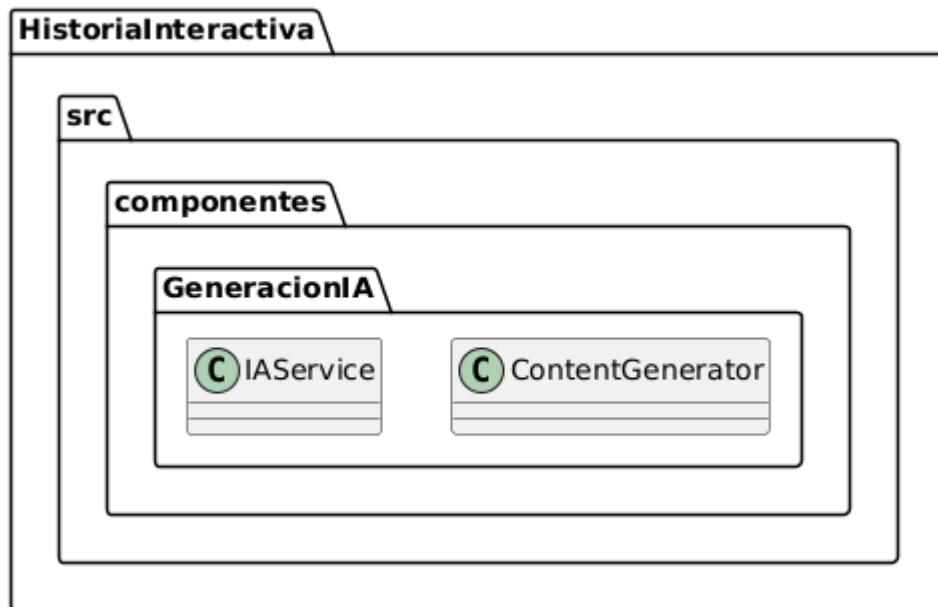 HistoriaInteractiva
src
componentes
GeneracionIA
C IAService
C ContentGenerator